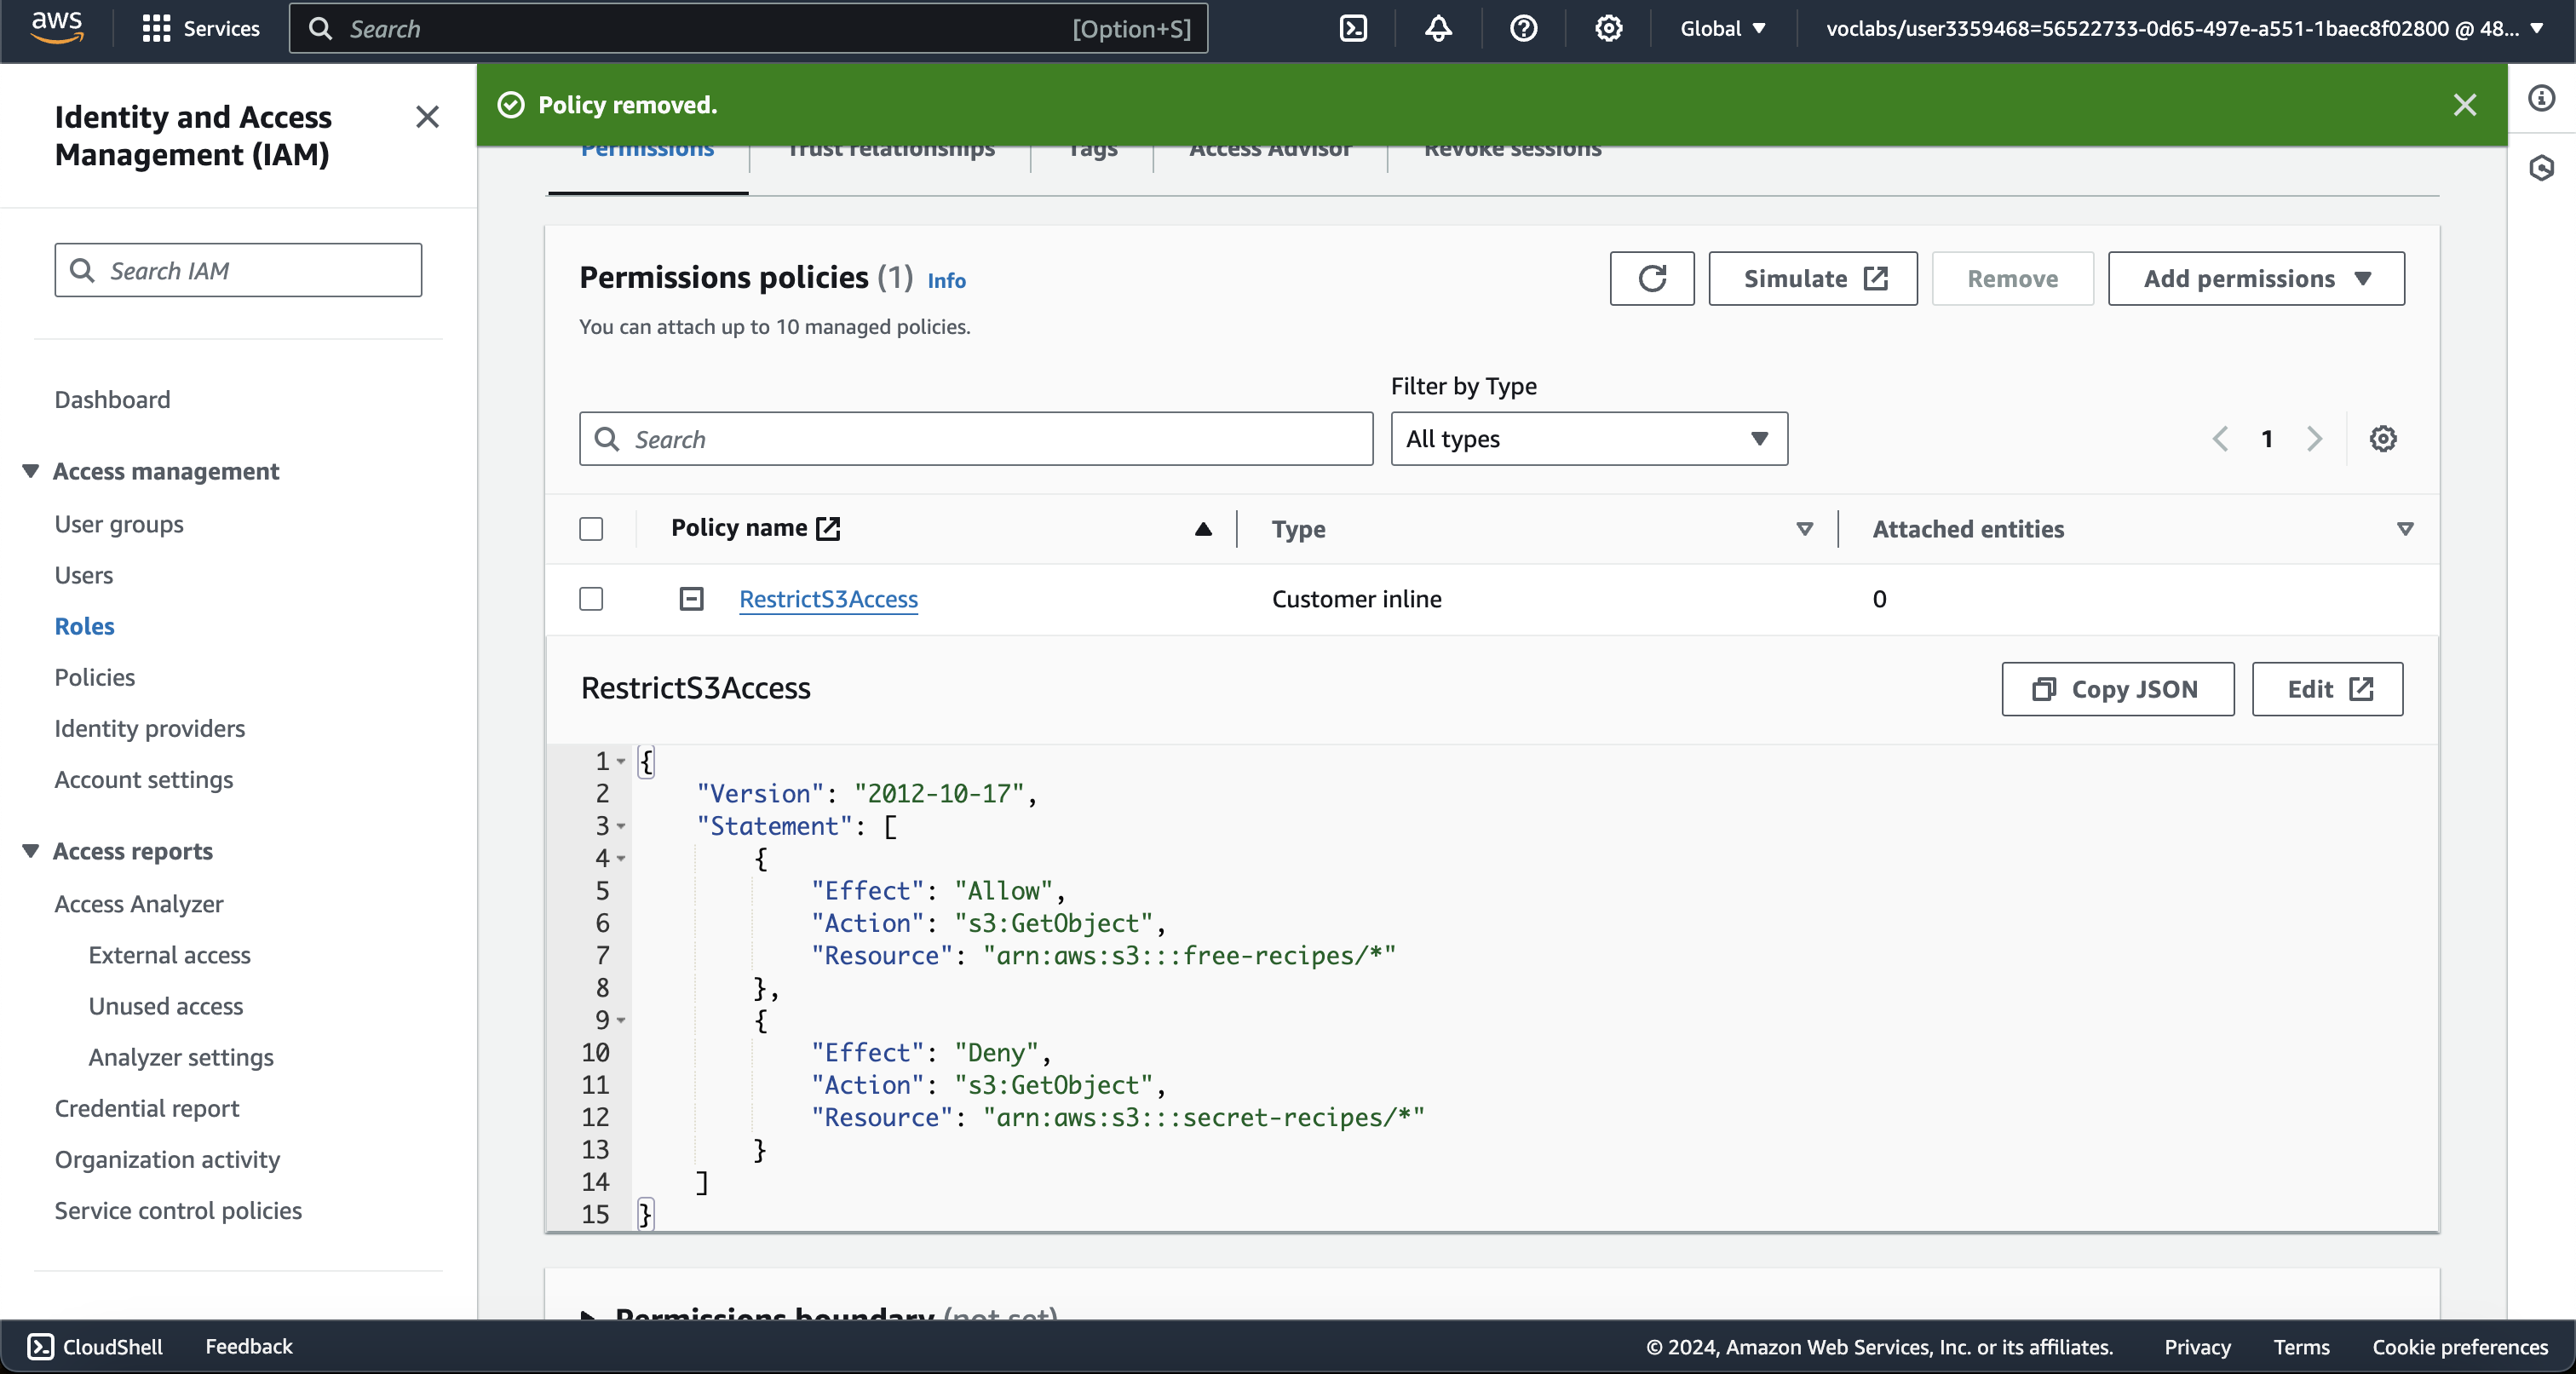 aws
Services
Search
[Option+S]
Global
voclabs/user3359468=56522733-0d65-497e-a551-1baec8f02800 @ 48...
Identity and Access
Management (IAM)
Search IAM
Dashboard
Access management
User groups
Users
Roles
Policies
Identity providers
Account settings
Access reports
Access Analyzer
External access
Unused access
Analyzer settings
Credential report
Organization activity
Service control policies
Policy removed.
Permissions
Trust relationships
Tags
Access Advisor
Revoke sessions
Permissions policies (1) Info
You can attach up to 10 managed policies.
Simulate
Remove
Add permissions
Filter by Type
Search
All types
1
Policy name
Type
Attached entities
RestrictS3Access
Customer inline
0
RestrictS3Access
Copy JSON
Edit
1 {
2 "Version": "2012-10-17",
3 "Statement": [
4 {
5 "Effect": "Allow",
6 "Action": "s3:GetObject",
7 "Resource": "arn:aws:s3:::free-recipes/*"
8 },
9 {
10 "Effect": "Deny",
11 "Action": "s3:GetObject",
12 "Resource": "arn:aws:s3:::secret-recipes/*"
13 }
14 ]
15 }
Permissions boundary (not set)
CloudShell
Feedback
© 2024, Amazon Web Services, Inc. or its affiliates.
Privacy
Terms
Cookie preferences